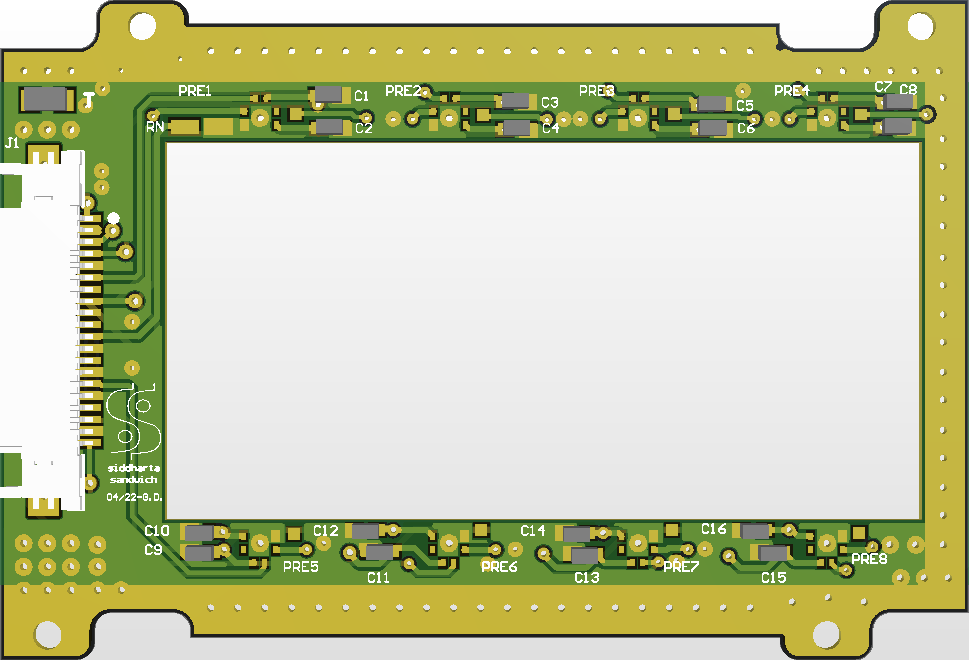 PRE1
PRE2
PRE3
PRE4
C7
C8
C1
C3
C5
J
RN
C2
C4
C6
J1
siddharta
sandwich
04/22-G.D.
C10
C12
C14
C16
C9
PRE5
PRE6
PRE7
PRE8
C11
C13
C15